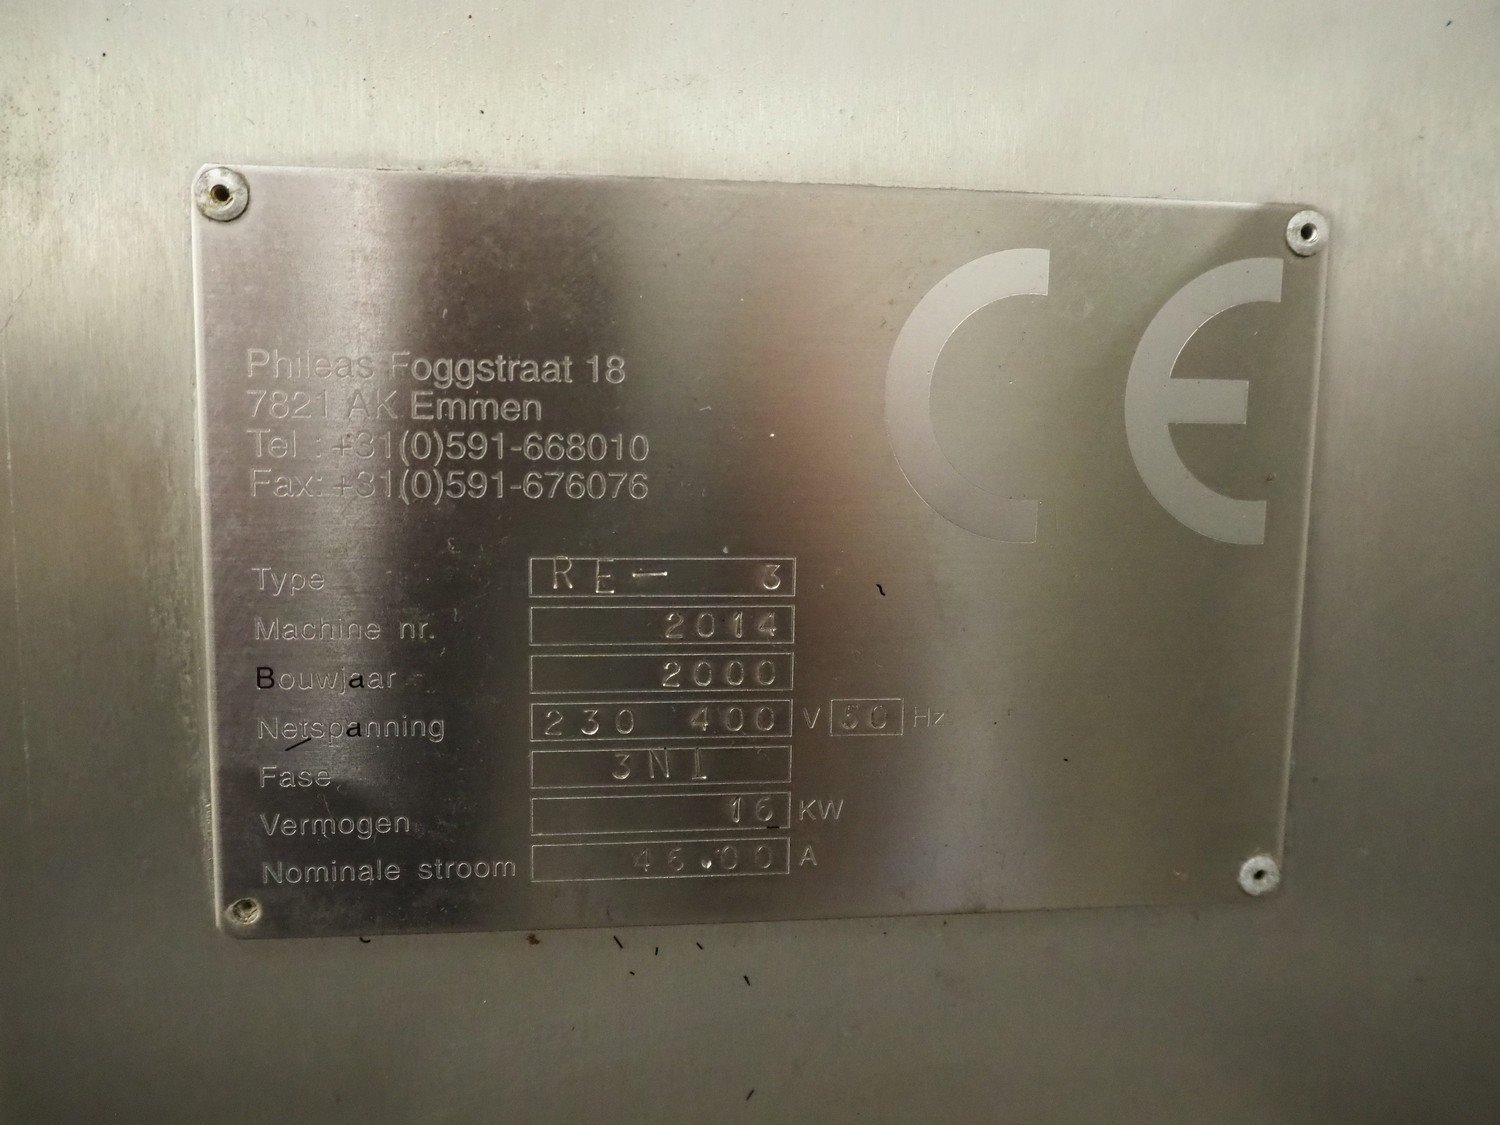 CE
Phileas Foggstraat 18
7821 AK Emmen
Tel.: +31(0)591-668010
Fax: +31(0)591-676076
Type RE- 3
Machine nr. 2014
Bouwjaar 2000
Netspanning 230 400 V 50 Hz
Fase 3N1
Vermogen 16 KW
Nominale stroom 46.00 A